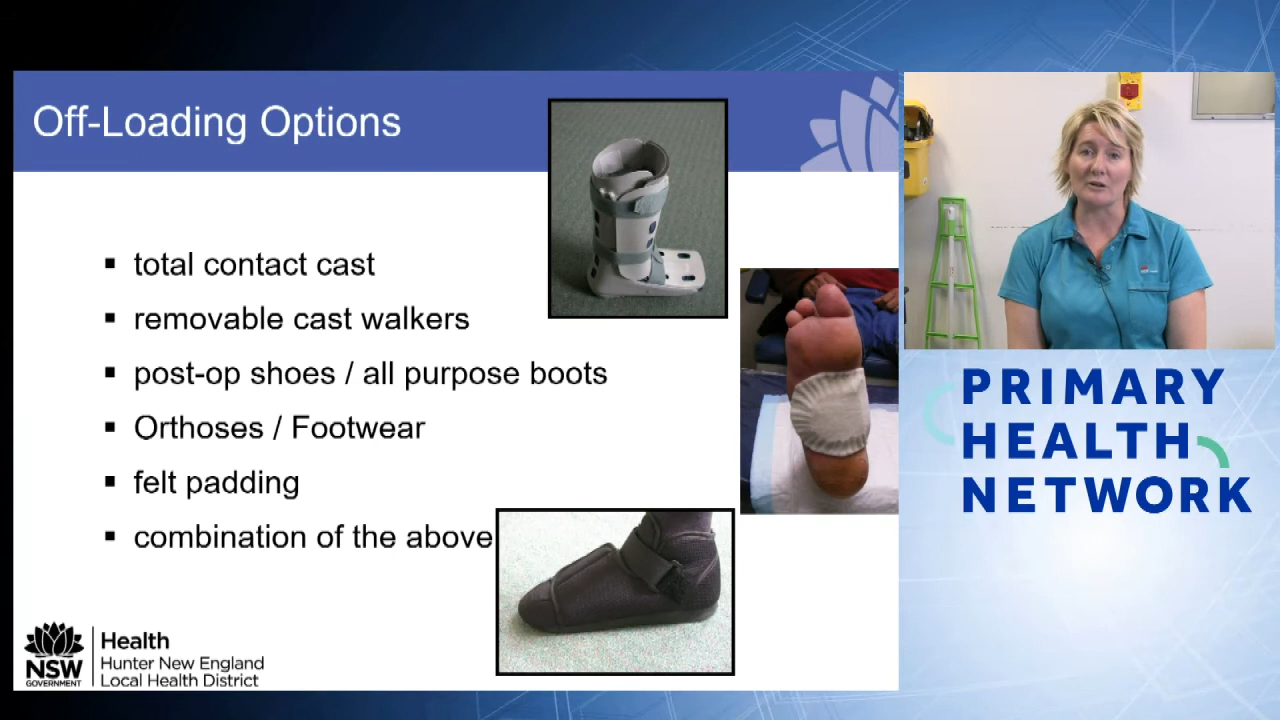 Off-Loading Options
▪ total contact cast
▪ removable cast walkers
▪ post-op shoes / all purpose boots
▪ Orthoses / Footwear
▪ felt padding
▪ combination of the above
NSW
GOVERNMENT
Health
Hunter New England
Local Health District
PRIMARY
HEALTH
NETWORK